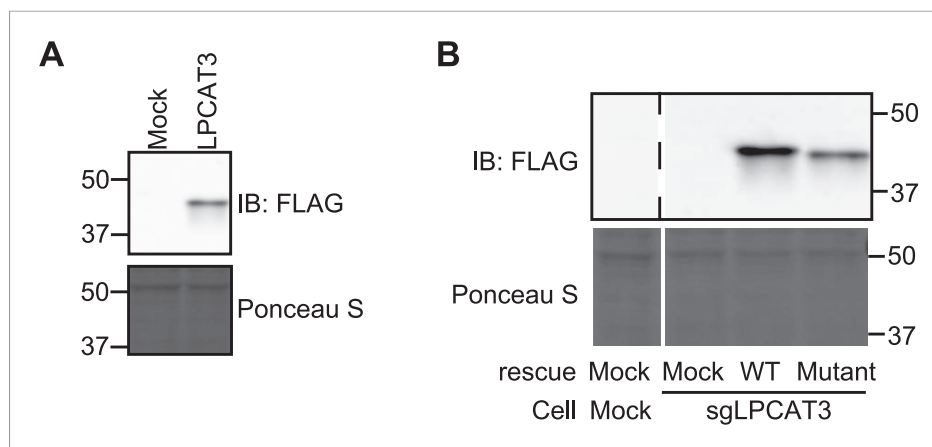 A
Mock
LPCAT3
50
37
IB: FLAG
50
37
Ponceau S
B
IB: FLAG
50
37
Ponceau S
50
37
rescue Mock Mock WT Mutant
Cell Mock sgLPCAT3